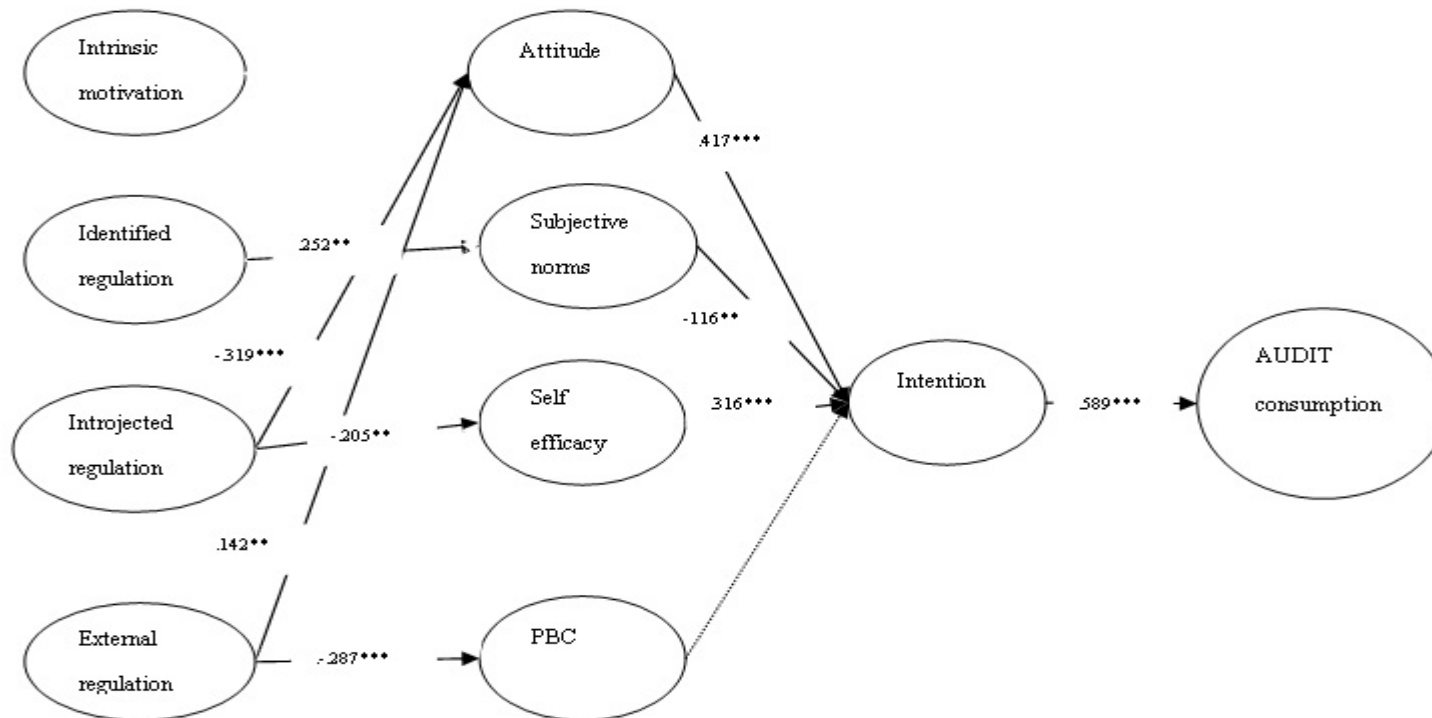 Intrinsic
motivation
Attitude
.417***
Identified
regulation
.252**
Subjective
norms
-116**
-.319***
Introjected
regulation
-.205**
Self
efficacy
.316***
Intention
.589***
AUDIT
consumption
.142**
External
regulation
.-.287***
PBC